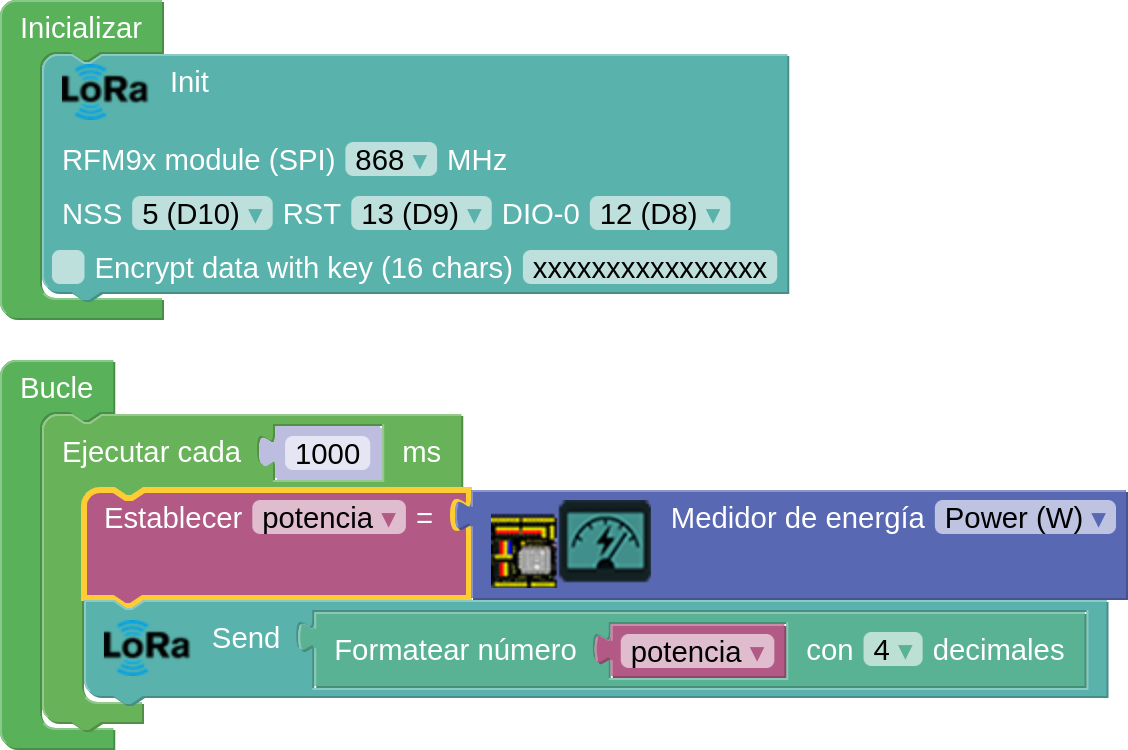 Inicializar
LoRa Init
RFM9x module (SPI) 868 ▾ MHz
NSS 5 (D10) ▾ RST 13 (D9) ▾ DIO-0 12 (D8) ▾
Encrypt data with key (16 chars) xxxxxxxxxxxxxxxx
Bucle
Ejecutar cada 1000 ms
Establecer potencia ▾ = Medidor de energía Power (W) ▾
LoRa Send Formatear número potencia ▾ con 4 ▾ decimales